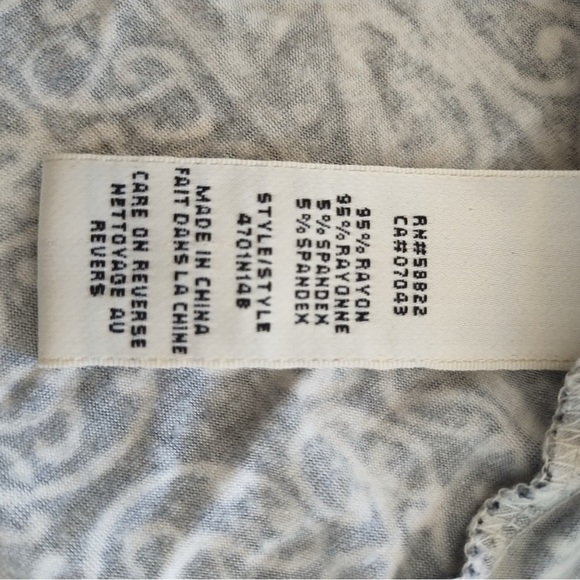 RN#58822
CA#07043
95% RAYON
95% RAYONNE
5% SPANDEX
5% SPANDEX
STYLE/STYLE
4701N14B
MADE IN CHINA
FAIT DANS LA CHINE
CARE ON REVERSE
NETTOYAGE AU
REVERS